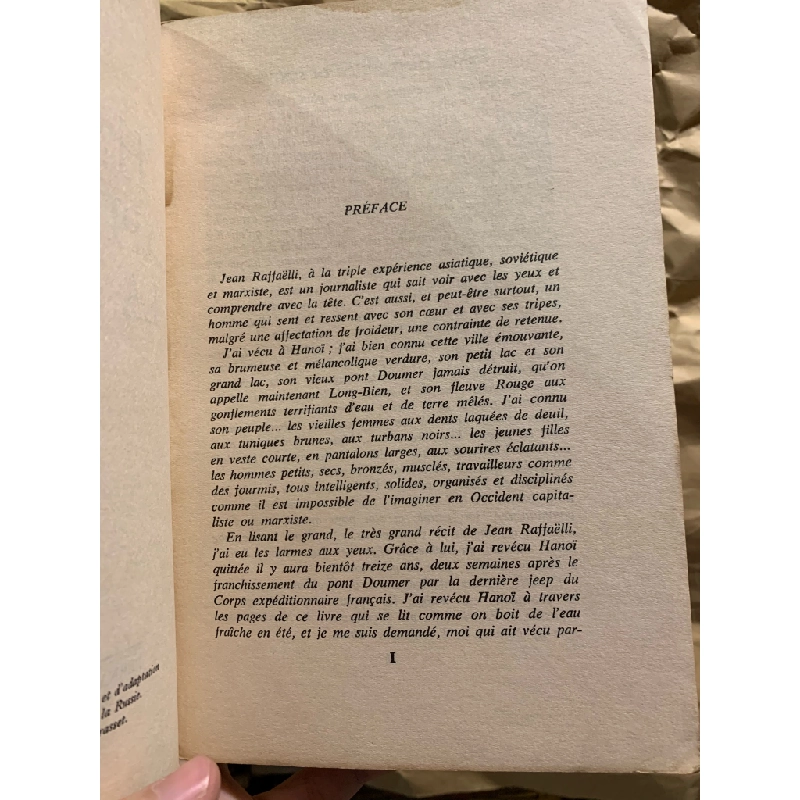 PRÉFACE
Jean Raffaëlli, à la triple expérience asiatique, soviétique
et marxiste, est un journaliste qui sait voir avec les yeux et
comprendre avec la tête. C'est aussi, et peut-être surtout, un
homme qui sent et ressent avec son cœur et avec ses tripes,
malgré une affectation de froideur, une contrainte de retenue.
J'ai vécu à Hanoï ; j'ai bien connu cette ville émouvante,
sa brumeuse et mélancolique verdure, son petit lac et son
grand lac, son vieux pont Doumer jamais détruit, qu'on
appelle maintenant Long-Bien, et son fleuve Rouge aux
gonflements terrifiants d'eau et de terre mêlés. J'ai connu
son peuple... les vieilles femmes aux dents laquées de deuil,
aux tuniques brunes, aux turbans noirs... les jeunes filles
en veste courte, en pantalons larges, aux sourires éclatants...
les hommes petits, secs, bronzés, musclés, travailleurs comme
des fourmis, tous intelligents, solides, organisés et disciplinés
comme il est impossible de l'imaginer en Occident capita-
liste ou marxiste.
En lisant le grand, le très grand récit de Jean Raffaëlli,
j'ai eu les larmes aux yeux. Grâce à lui, j'ai revécu Hanoï
quittée il y aura bientôt treize ans, deux semaines après le
franchissement du pont Doumer par la dernière jeep du
Corps expéditionnaire français. J'ai revécu Hanoï à travers
les pages de ce livre qui se lit comme on boit de l'eau
fraîche en été, et je me suis demandé, moi qui ait vécu par-
I
et d'adaptation
la Russie.
rasset.